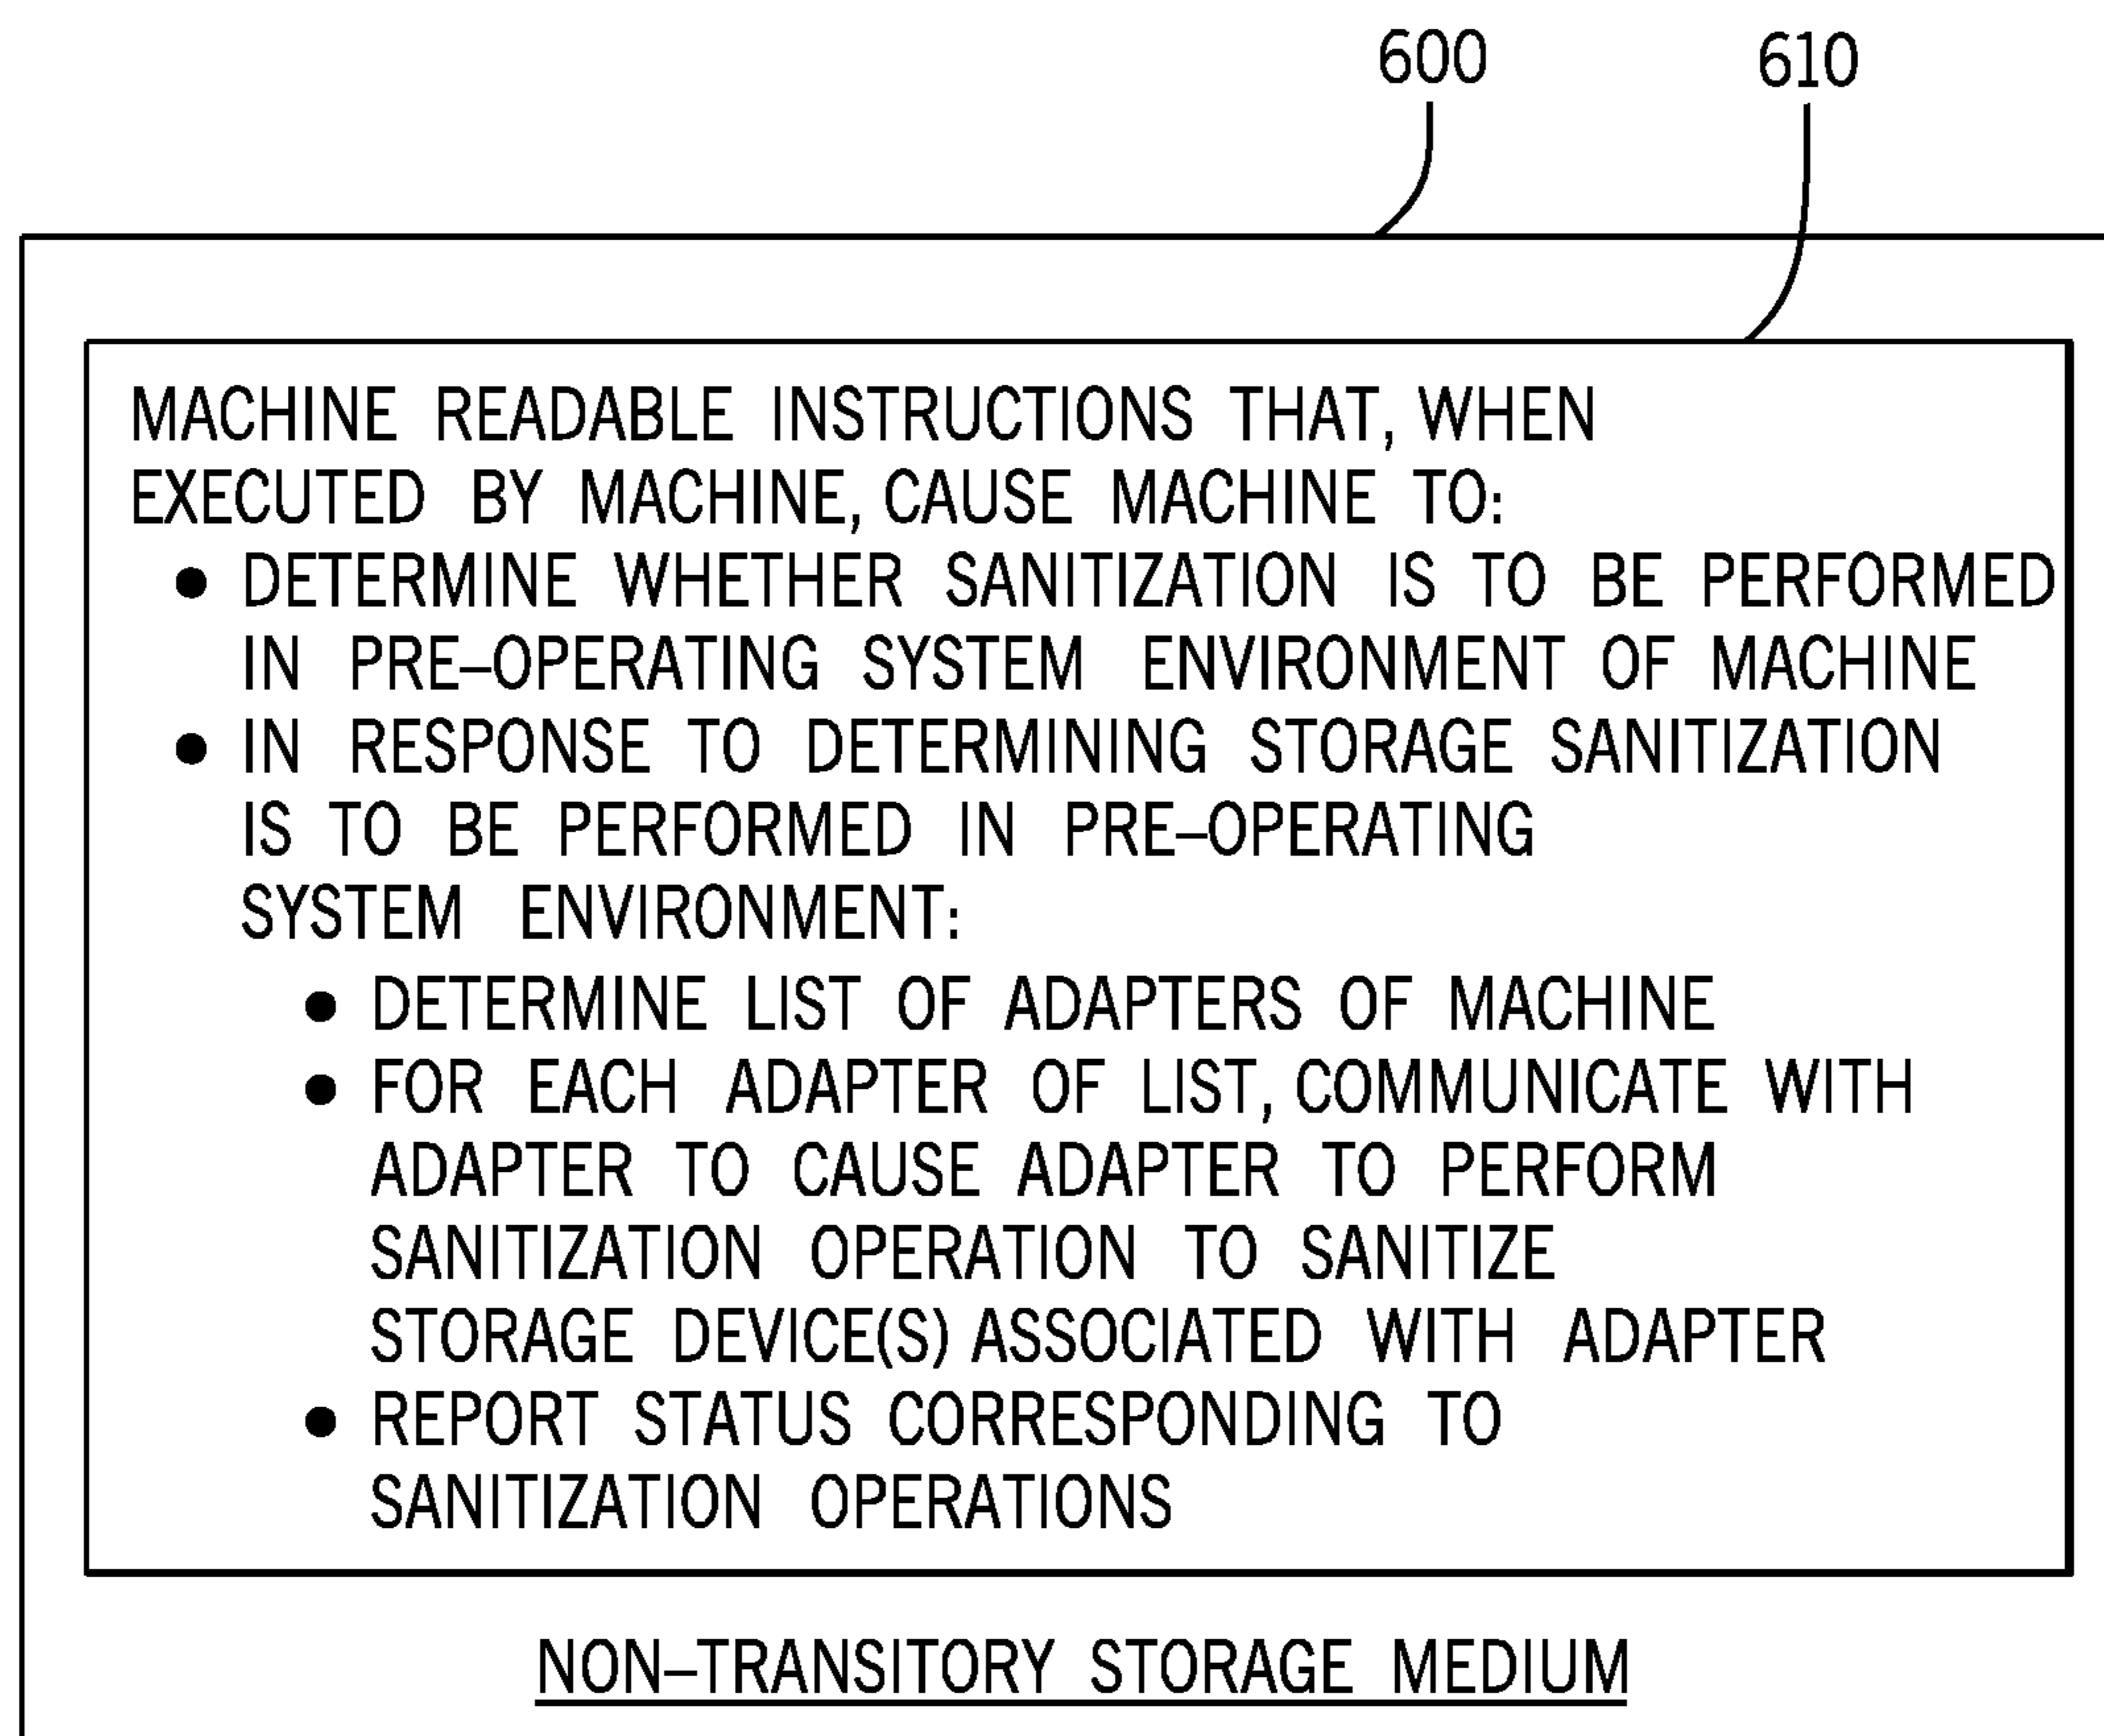 600 610
MACHINE READABLE INSTRUCTIONS THAT, WHEN
EXECUTED BY MACHINE, CAUSE MACHINE TO:
● DETERMINE WHETHER SANITIZATION IS TO BE PERFORMED
IN PRE–OPERATING SYSTEM ENVIRONMENT OF MACHINE
● IN RESPONSE TO DETERMINING STORAGE SANITIZATION
IS TO BE PERFORMED IN PRE–OPERATING
SYSTEM ENVIRONMENT:
● DETERMINE LIST OF ADAPTERS OF MACHINE
● FOR EACH ADAPTER OF LIST, COMMUNICATE WITH
ADAPTER TO CAUSE ADAPTER TO PERFORM
SANITIZATION OPERATION TO SANITIZE
STORAGE DEVICE(S) ASSOCIATED WITH ADAPTER
● REPORT STATUS CORRESPONDING TO
SANITIZATION OPERATIONS
NON–TRANSITORY STORAGE MEDIUM